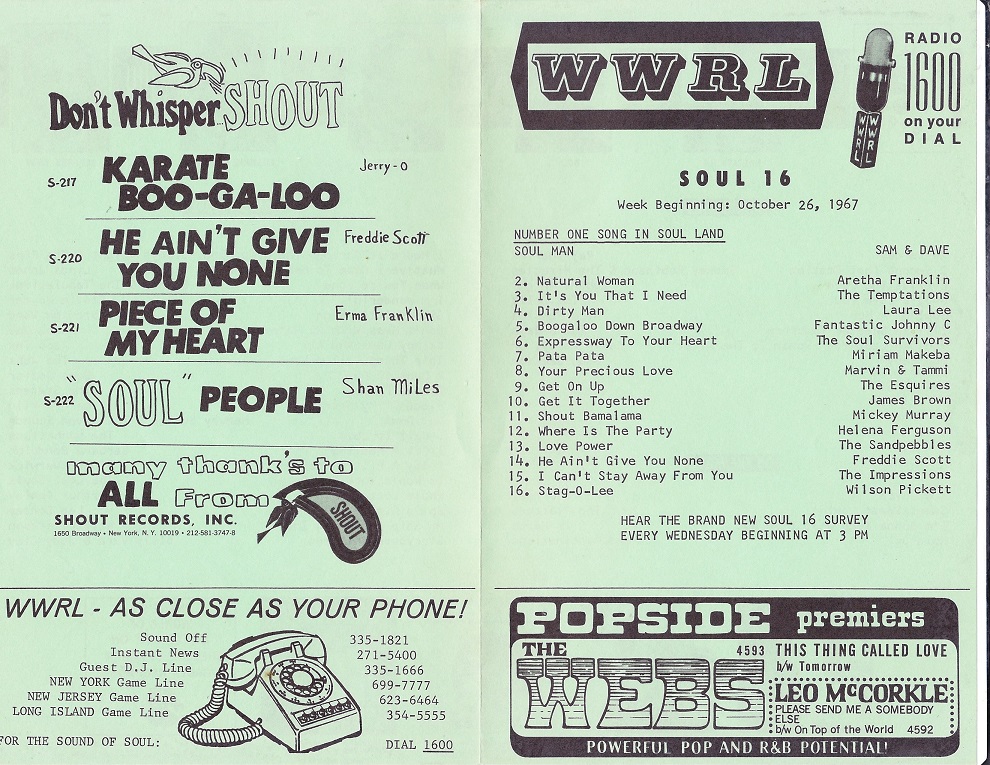 Don't Whisper SHOUT
S-217 KARATE BOO-GA-LOO Jerry-O
S-220 HE AIN'T GIVE YOU NONE Freddie Scott
S-221 PIECE OF MY HEART Erma Franklin
S-222 "SOUL" PEOPLE Shan Miles
many thank's to
ALL From
SHOUT RECORDS, INC.
1650 Broadway • New York, N. Y. 10019 • 212-581-3747-8
SHOUT
WWRL - AS CLOSE AS YOUR PHONE!
Sound Off 335-1821
Instant News 271-5400
Guest D.J. Line 335-1666
NEW YORK Game Line 699-7777
NEW JERSEY Game Line 623-6464
LONG ISLAND Game Line 354-5555
FOR THE SOUND OF SOUL: DIAL 1600
WWRL
RADIO
1600
on your
DIAL
WWRL
WWRL
SOUL 16
Week Beginning: October 26, 1967
NUMBER ONE SONG IN SOUL LAND
SOUL MAN SAM & DAVE
2. Natural Woman Aretha Franklin
3. It's You That I Need The Temptations
4. Dirty Man Laura Lee
5. Boogaloo Down Broadway Fantastic Johnny C
6. Expressway To Your Heart The Soul Survivors
7. Pata Pata Miriam Makeba
8. Your Precious Love Marvin & Tammi
9. Get On Up The Esquires
10. Get It Together James Brown
11. Shout Bamalama Mickey Murray
12. Where Is The Party Helena Ferguson
13. Love Power The Sandpebbles
14. He Ain't Give You None Freddie Scott
15. I Can't Stay Away From You The Impressions
16. Stag-O-Lee Wilson Pickett
HEAR THE BRAND NEW SOUL 16 SURVEY
EVERY WEDNESDAY BEGINNING AT 3 PM
POPSIDE premiers
THE WEBS
4593 THIS THING CALLED LOVE
b/w Tomorrow
LEO McCORKLE
PLEASE SEND ME A SOMEBODY
ELSE
b/w On Top of the World 4592
POWERFUL POP AND R&B POTENTIAL!